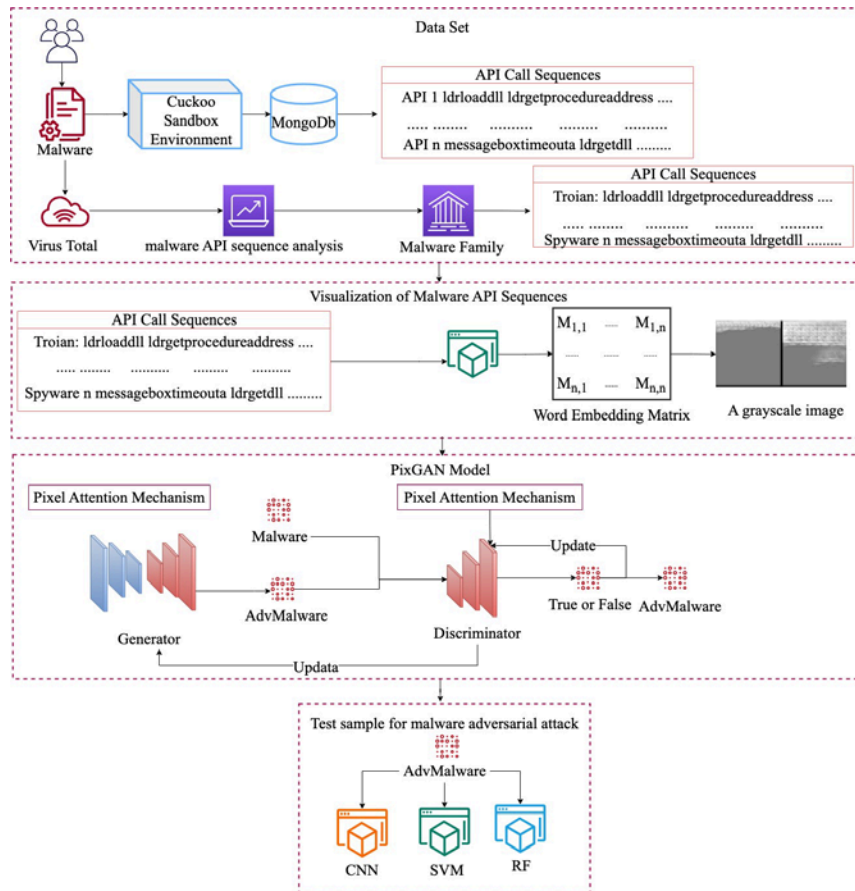 Data Set
API Call Sequences
API 1 ldrloaddll ldrgetprocedureaddress ....
..... ........ ..... ......... ..........
API n messageboxtimeouta ldrgetdll .........
Cuckoo
Sandbox
Environment
MongoDb
Malware
API Call Sequences
Troian: ldrloaddll ldrgetprocedureaddress ....
..... ........ ..... ......... ..........
Spyware n messageboxtimeouta ldrgetdll .........
Virus Total
malware API sequence analysis
Malware Family
Visualization of Malware API Sequences
API Call Sequences
Troian: ldrloaddll ldrgetprocedureaddress ....
..... ........ ..... ......... ..........
Spyware n messageboxtimeouta ldrgetdll .........
M1,1 ..... M1,n
..... ..... .....
Mn,1 ..... Mn,n
Word Embedding Matrix
A grayscale image
PixGAN Model
Pixel Attention Mechanism
Pixel Attention Mechanism
Malware
Update
AdvMalware
True or False
AdvMalware
Generator
Discriminator
Updata
Test sample for malware adversarial attack
AdvMalware
CNN
SVM
RF